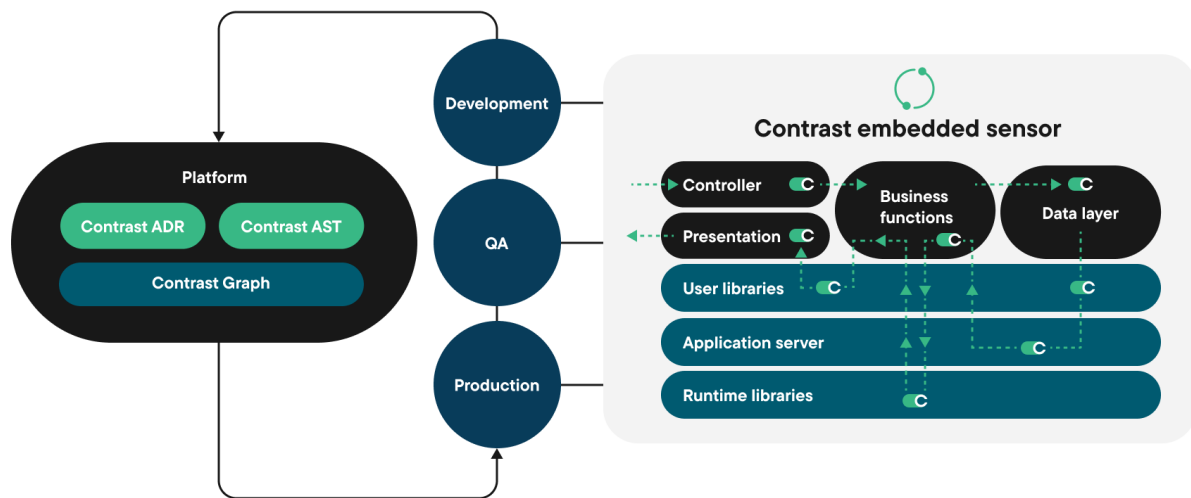 Development
QA
Production
Platform
Contrast ADR
Contrast AST
Contrast Graph
Contrast embedded sensor
Controller
C
Presentation
C
Business
functions
C
C
Data layer
User libraries
C
C
Application server
C
Runtime libraries
C